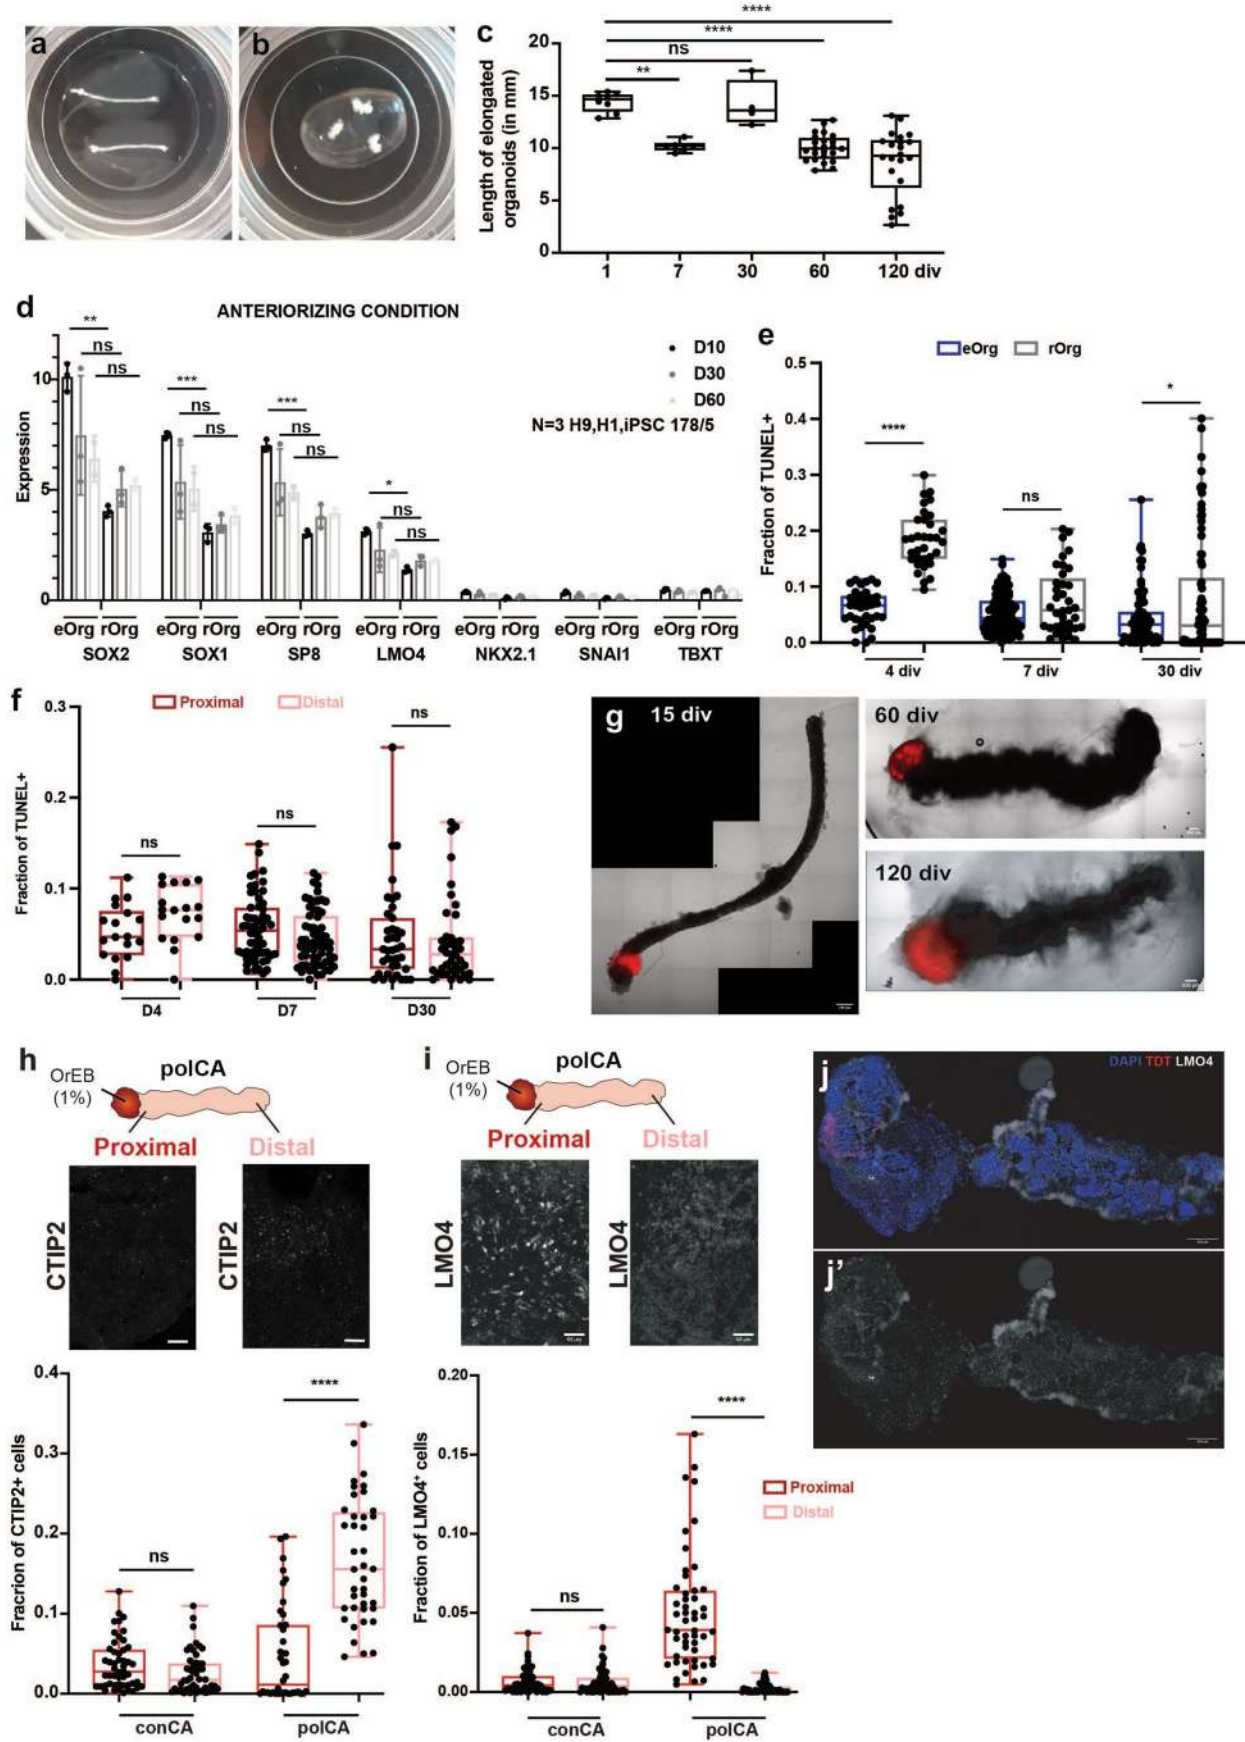 a
b
c
****
****
ns
**
20
15
10
5
0
Length of elongated
organoids (in mm)
1 7 30 60 120 div
d
ANTERIORIZING CONDITION
**
ns
ns
***
ns
ns
***
ns
ns
*
ns
ns
D10
D30
D60
N=3 H9,H1,iPSC 178/5
Expression
10
5
0
eOrg rOrg eOrg rOrg eOrg rOrg eOrg rOrg eOrg rOrg eOrg rOrg eOrg rOrg
SOX2 SOX1 SP8 LMO4 NKX2.1 SNAI1 TBXT
e
eOrg rOrg
Fraction of TUNEL+
0.5
0.4
0.3
0.2
0.1
0.0
****
ns
*
4 div 7 div 30 div
f
Proximal Distal
Fraction of TUNEL+
0.3
0.2
0.1
0.0
ns
ns
ns
D4 D7 D30
g
15 div
60 div
120 div
h
polCA
OrEB
(1%)
Proximal Distal
CTIP2
CTIP2
Fracrion of CTIP2+ cells
0.4
0.3
0.2
0.1
0.0
ns
****
conCA polCA
i
polCA
OrEB
(1%)
Proximal Distal
LMO4
LMO4
Fraction of LMO4+ cells
0.20
0.15
0.10
0.05
0.00
ns
****
conCA polCA
Proximal
Distal
j
DAPI TDT LMO4
j'